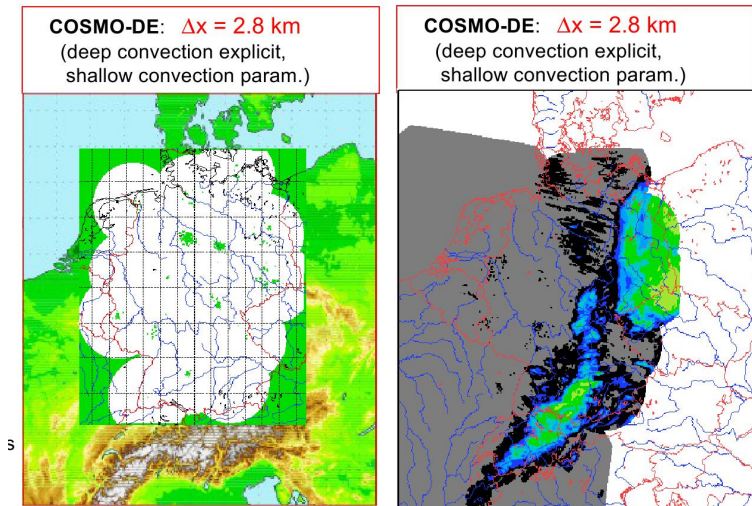 COSMO-DE: Δx = 2.8 km
(deep convection explicit,
shallow convection param.)
COSMO-DE: Δx = 2.8 km
(deep convection explicit,
shallow convection param.)
s